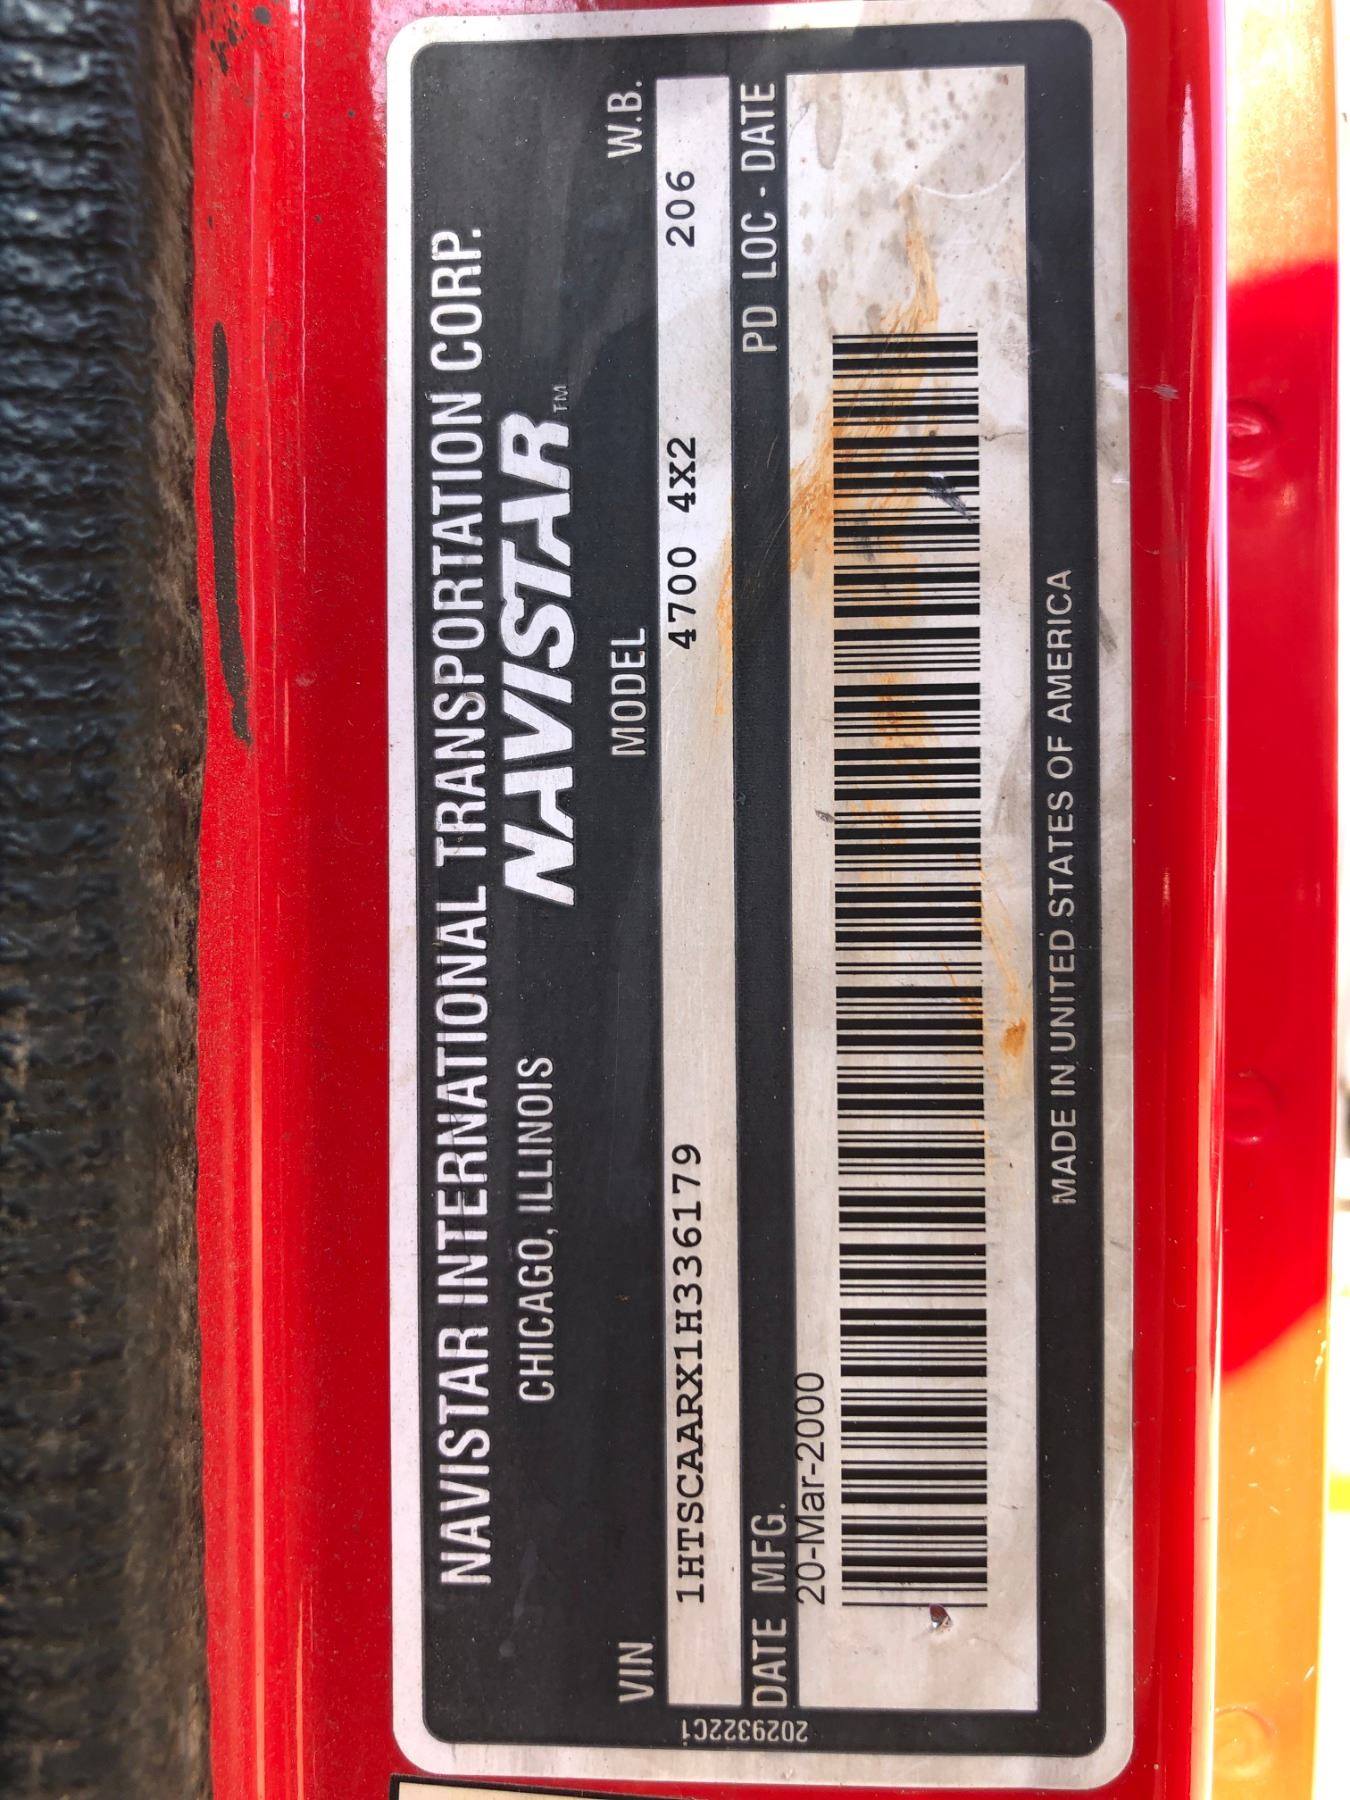 NAVISTAR INTERNATIONAL TRANSPORTATION CORP.
CHICAGO, ILLINOIS NAVISTAR™
VIN MODEL W.B.
1HTSCAARX1H336179 4700 4X2 206
DATE MFG. PD LOC - DATE
20-Mar-2000
MADE IN UNITED STATES OF AMERICA
2029322C1